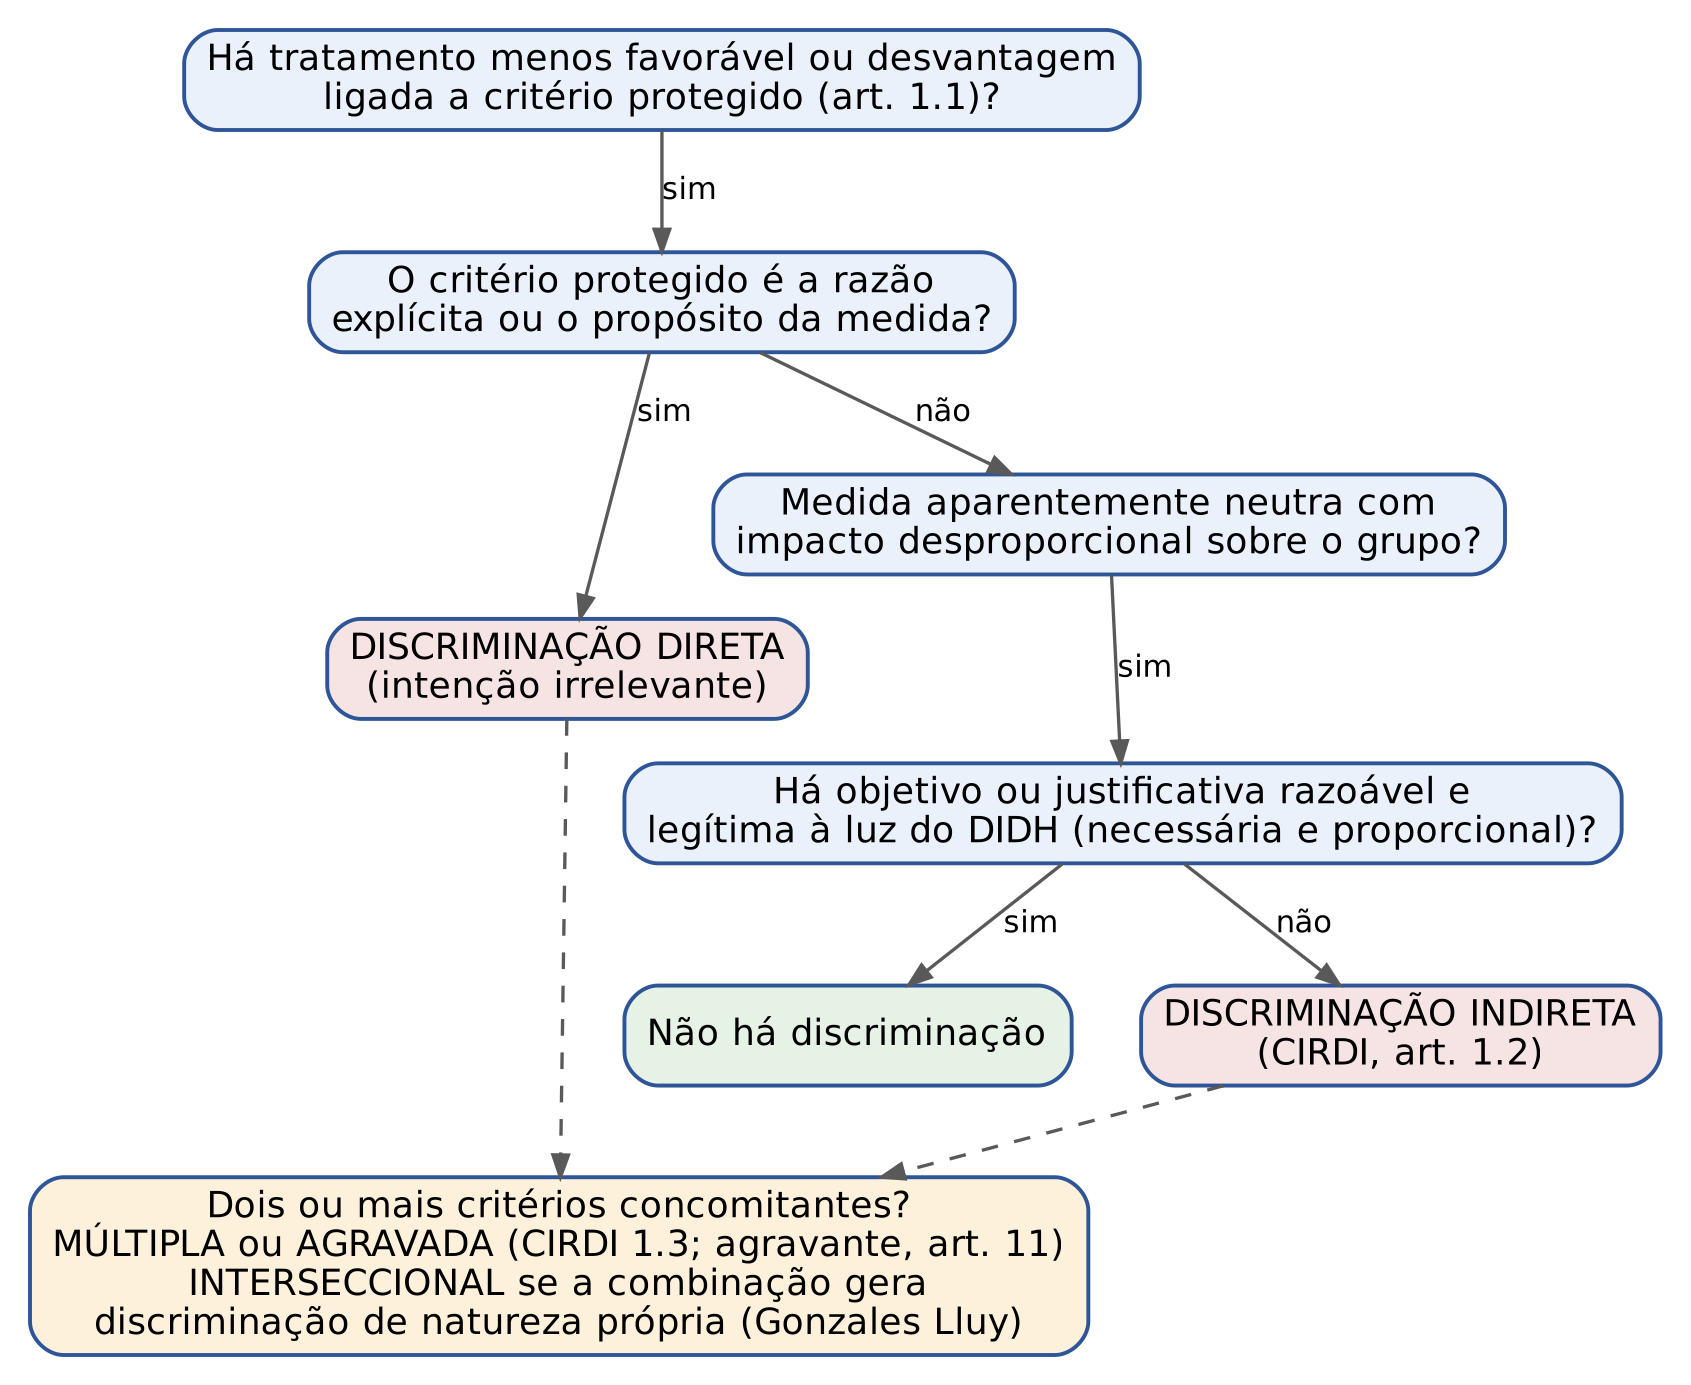 Há tratamento menos favorável ou desvantagem
ligada a critério protegido (art. 1.1)?
sim
O critério protegido é a razão
explícita ou o propósito da medida?
sim
não
Medida aparentemente neutra com
impacto desproporcional sobre o grupo?
DISCRIMINAÇÃO DIRETA
(intenção irrelevante)
sim
Há objetivo ou justificativa razoável e
legítima à luz do DIDH (necessária e proporcional)?
sim
não
Não há discriminação
DISCRIMINAÇÃO INDIRETA
(CIRDI, art. 1.2)
Dois ou mais critérios concomitantes?
MÚLTIPLA ou AGRAVADA (CIRDI 1.3; agravante, art. 11)
INTERSECCIONAL se a combinação gera
discriminação de natureza própria (Gonzales Lluy)